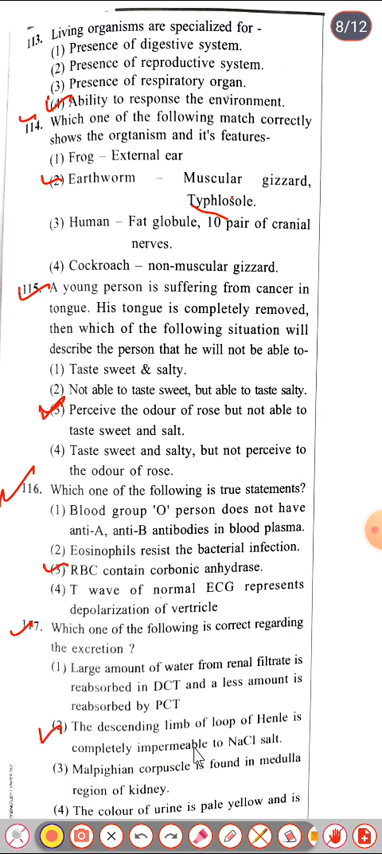 8/12
113. Living organisms are specialized for -
(1) Presence of digestive system.
(2) Presence of reproductive system.
(3) Presence of respiratory organ.
(4) Ability to response the environment.
114. Which one of the following match correctly
shows the orgtanism and it's features-
(1) Frog – External ear
(2) Earthworm – Muscular gizzard,
Typhlosole.
(3) Human – Fat globule, 10 pair of cranial
nerves.
(4) Cockroach – non-muscular gizzard.
115. A young person is suffering from cancer in
tongue. His tongue is completely removed,
then which of the following situation will
describe the person that he will not be able to-
(1) Taste sweet & salty.
(2) Not able to taste sweet, but able to taste salty.
(3) Perceive the odour of rose but not able to
taste sweet and salt.
(4) Taste sweet and salty, but not perceive to
the odour of rose.
116. Which one of the following is true statements?
(1) Blood group 'O' person does not have
anti-A, anti-B antibodies in blood plasma.
(2) Eosinophils resist the bacterial infection.
(3) RBC contain corbonic anhydrase.
(4) T wave of normal ECG represents
depolarization of vertricle
117. Which one of the following is correct regarding
the excretion ?
(1) Large amount of water from renal filtrate is
reabsorbed in DCT and a less amount is
reabsorbed by PCT
(2) The descending limb of loop of Henle is
completely impermeable to NaCl salt.
(3) Malpighian corpuscle is found in medulla
region of kidney.
(4) The colour of urine is pale yellow and is